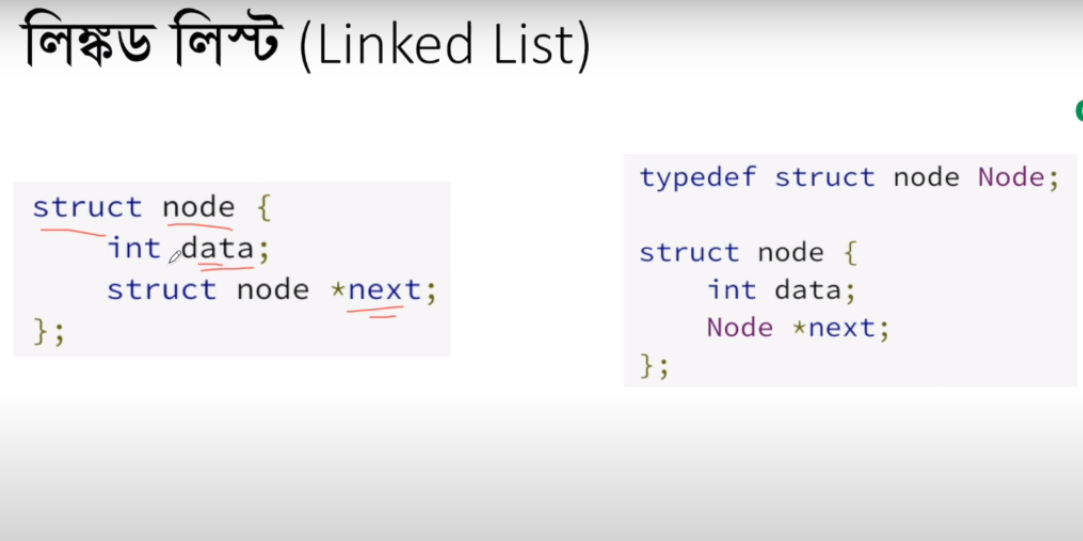 লিঙ্কড লিস্ট (Linked List)
struct node {
int data;
struct node *next;
};
typedef struct node Node;
struct node {
int data;
Node *next;
};